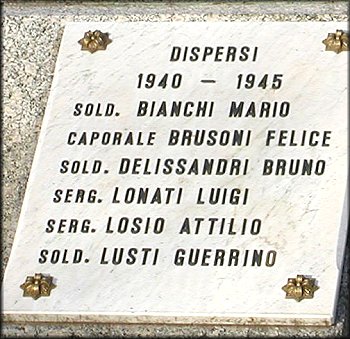 DISPERSI
1940 — 1945
SOLD. BIANCHI MARIO
CAPORALE BRUSONI FELICE
SOLD. DELISSANDRI BRUNO
SERG. LONATI LUIGI
SERG. LOSIO ATTILIO
SOLD. LUSTI GUERRINO